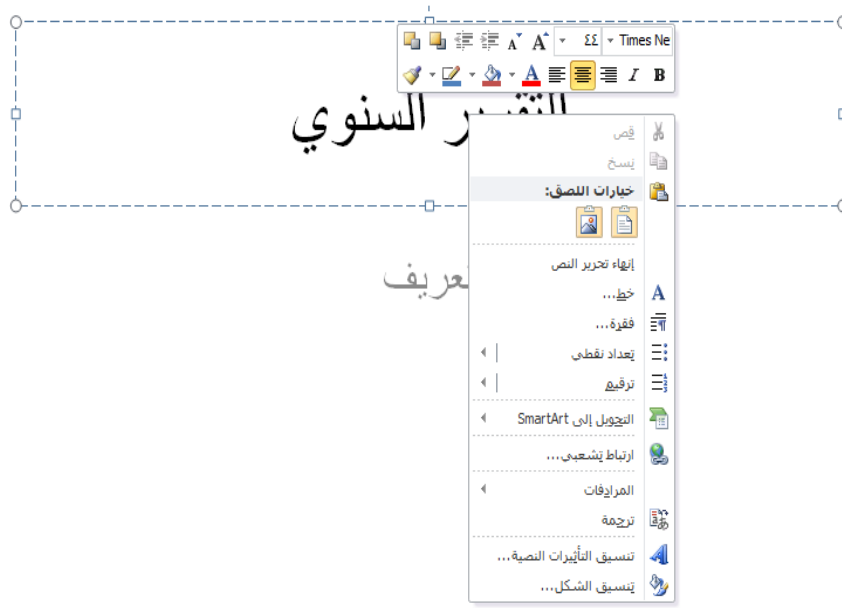 Times Ne ٤٤
B I A
التقرير السنوي
قص
نسخ
خيارات اللصق:
إنهاء تحرير النص
خط...
فقرة...
تعداد نقطي
ترقيم
التحويل إلى SmartArt
ارتباط تشعبي...
المرادفات
ترجمة
تنسيق التأثيرات النصية...
تنسيق الشكل...